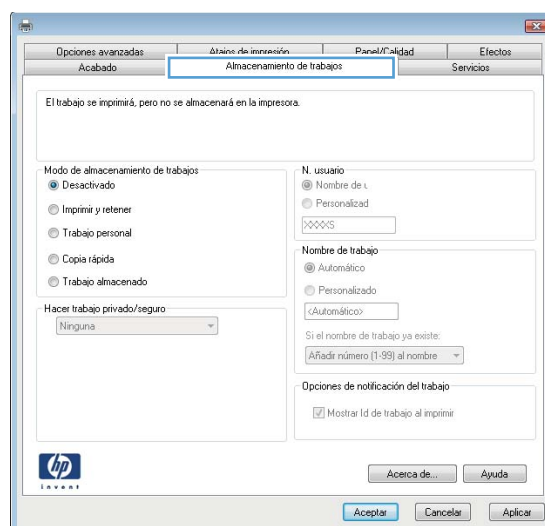 Opciones avanzadas Atajos de impresión Papel/Calidad Efectos
Acabado Almacenamiento de trabajos Servicios
El trabajo se imprimirá, pero no se almacenará en la impresora.
Modo de almacenamiento de trabajos
Desactivado
Imprimir y retener
Trabajo personal
Copia rápida
Trabajo almacenado
Hacer trabajo privado/seguro
Ninguna
N. usuario
Nombre de u
Personalizad
XXXXS
Nombre de trabajo
Automático
Personalizado
<Automático>
Si el nombre de trabajo ya existe:
Añadir número (1-99) al nombre
Opciones de notificación del trabajo
Mostrar Id de trabajo al imprimir
hp
invent
Acerca de... Ayuda
Aceptar Cancelar Aplicar